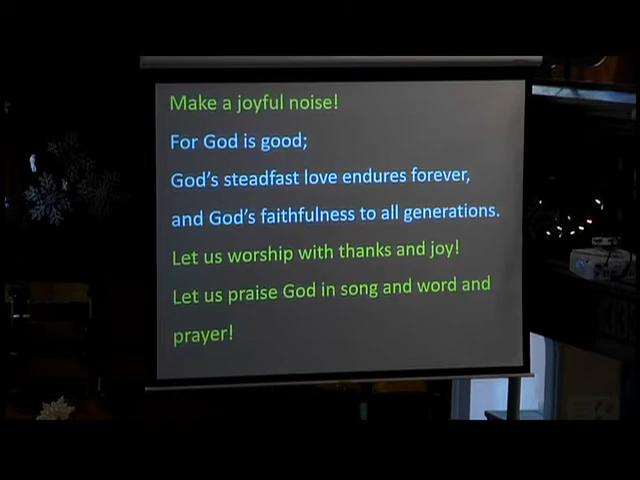 Make a joyful noise!
For God is good;
God's steadfast love endures forever,
and God's faithfulness to all generations.
Let us worship with thanks and joy!
Let us praise God in song and word and
prayer!